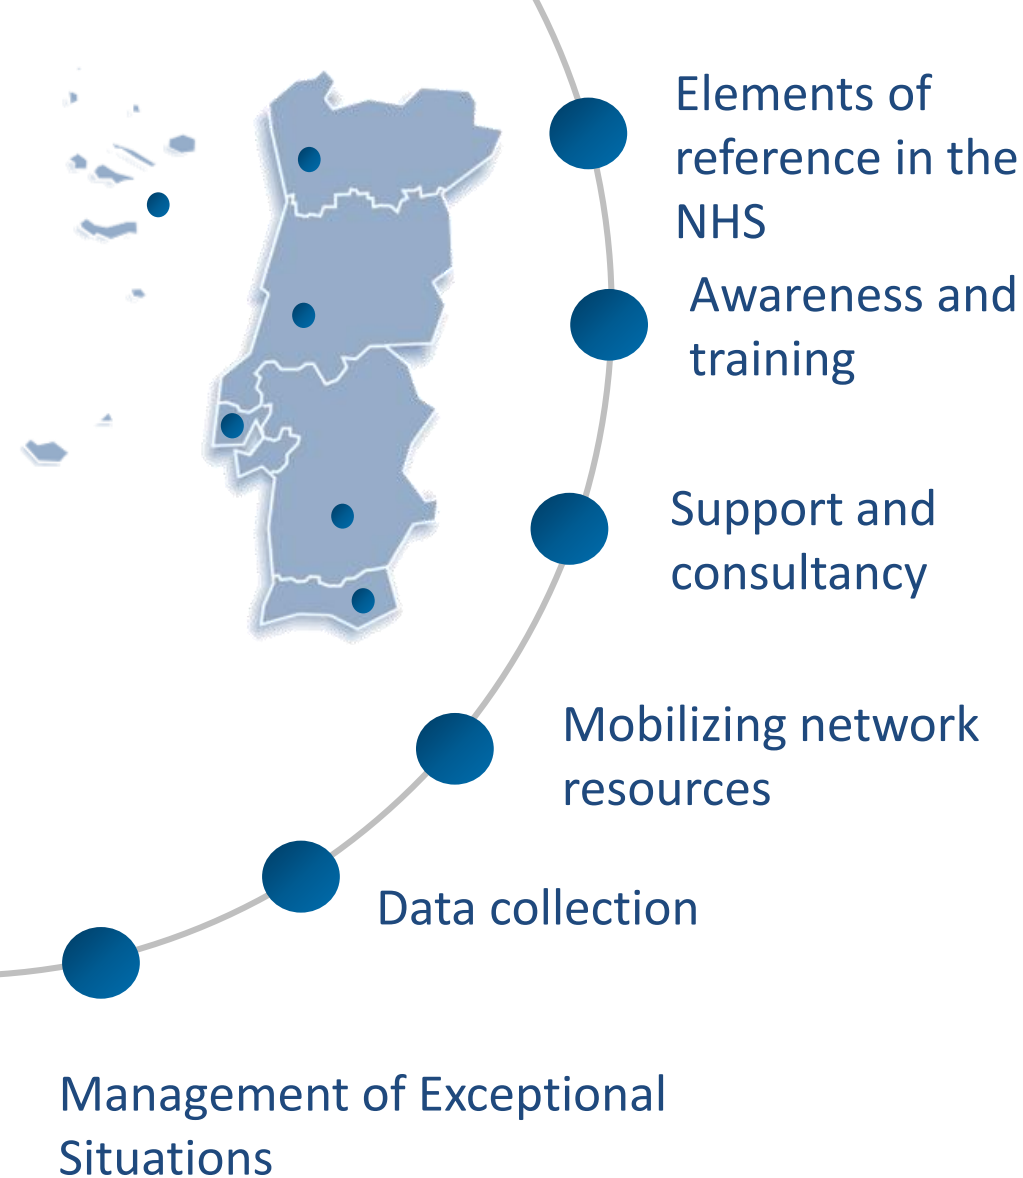 Elements of
reference in the
NHS
Awareness and
training
Support and
consultancy
Mobilizing network
resources
Data collection
Management of Exceptional
Situations